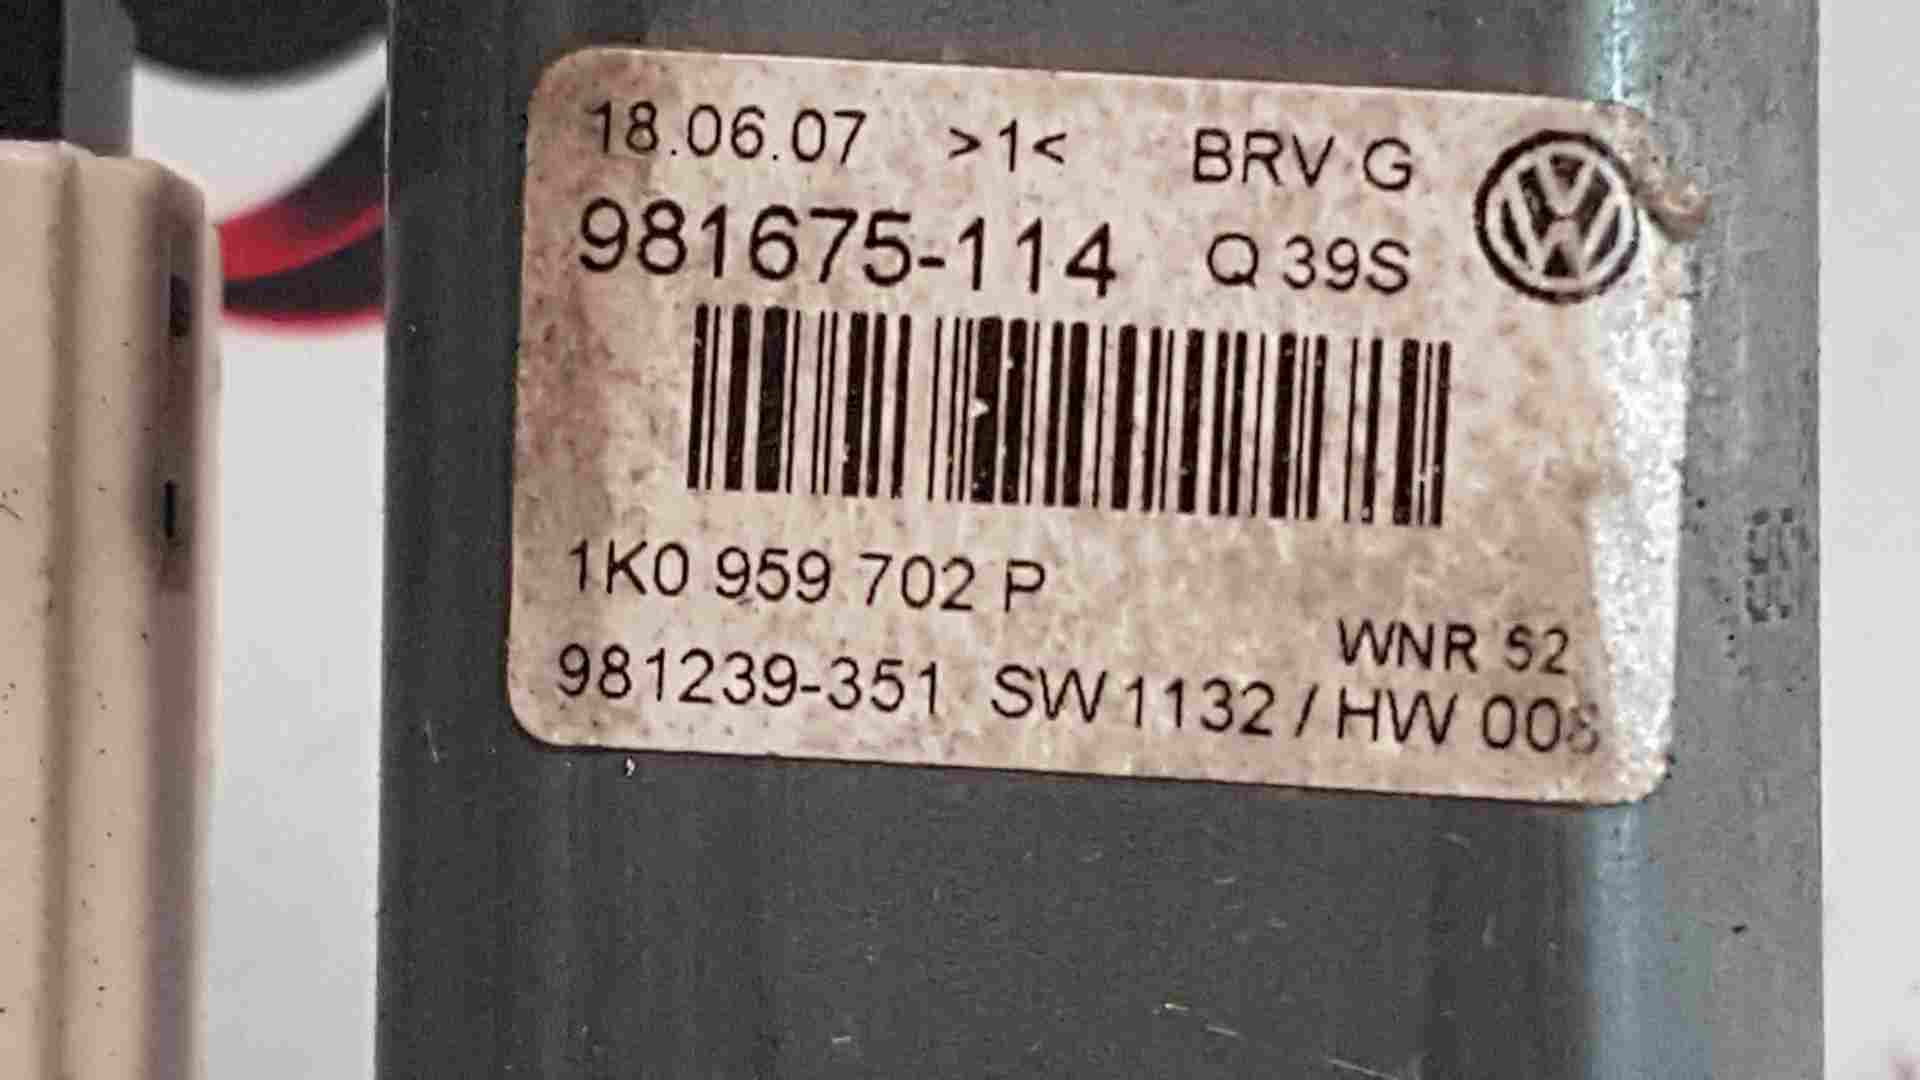 18.06.07 >1< BRV G
981675-114 Q 39S
1K0 959 702 P
WNR 52
981239-351 SW 1132 / HW 008